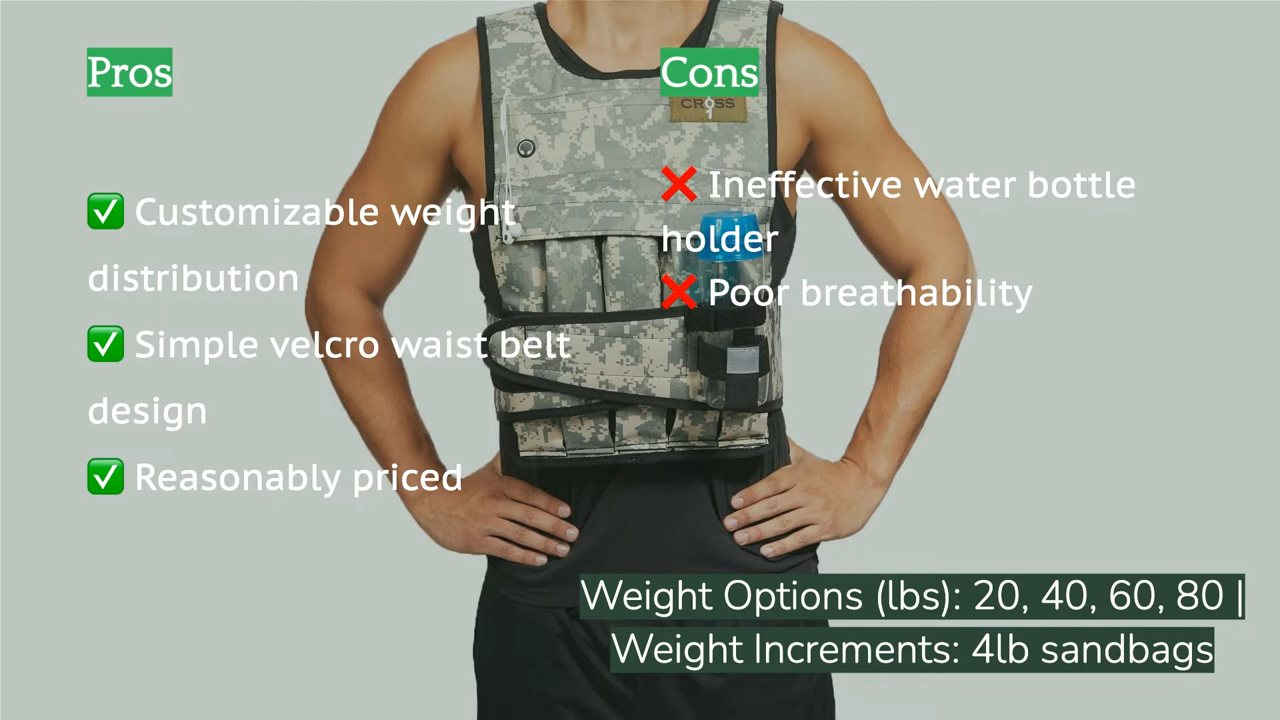 Pros
✅ Customizable weight
distribution
✅ Simple velcro waist belt
design
✅ Reasonably priced
Cons
CROSS
❌ Ineffective water bottle
holder
❌ Poor breathability
Weight Options (lbs): 20, 40, 60, 80 |
Weight Increments: 4lb sandbags